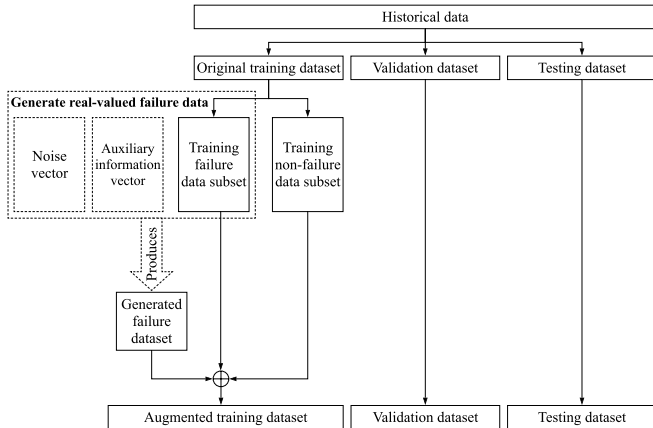 Historical data
Original training dataset
Validation dataset
Testing dataset
Generate real-valued failure data
Noise
vector
Auxiliary
information
vector
Training
failure
data subset
Training
non-failure
data subset
Produces
Generated
failure
dataset
Augmented training dataset
Validation dataset
Testing dataset